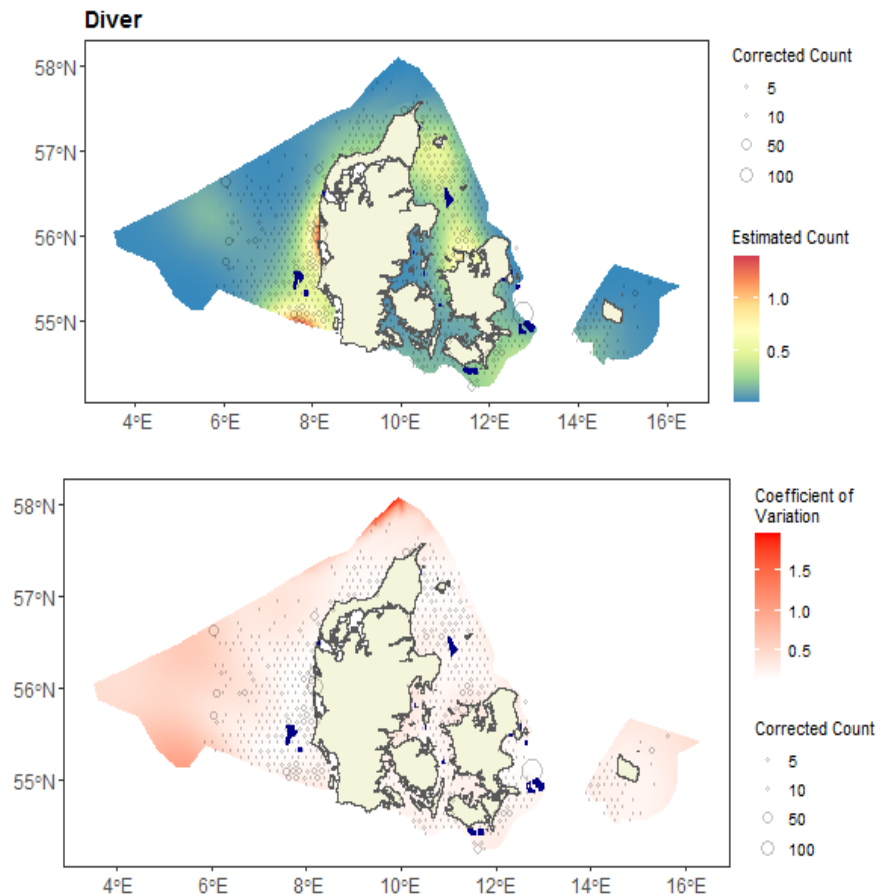 Diver
58°N
57°N
56°N
55°N
4°E 6°E 8°E 10°E 12°E 14°E 16°E
Corrected Count
5
10
50
100
Estimated Count
1.0
0.5
58°N
57°N
56°N
55°N
4°E 6°E 8°E 10°E 12°E 14°E 16°E
Coefficient of
Variation
1.5
1.0
0.5
Corrected Count
5
10
50
100